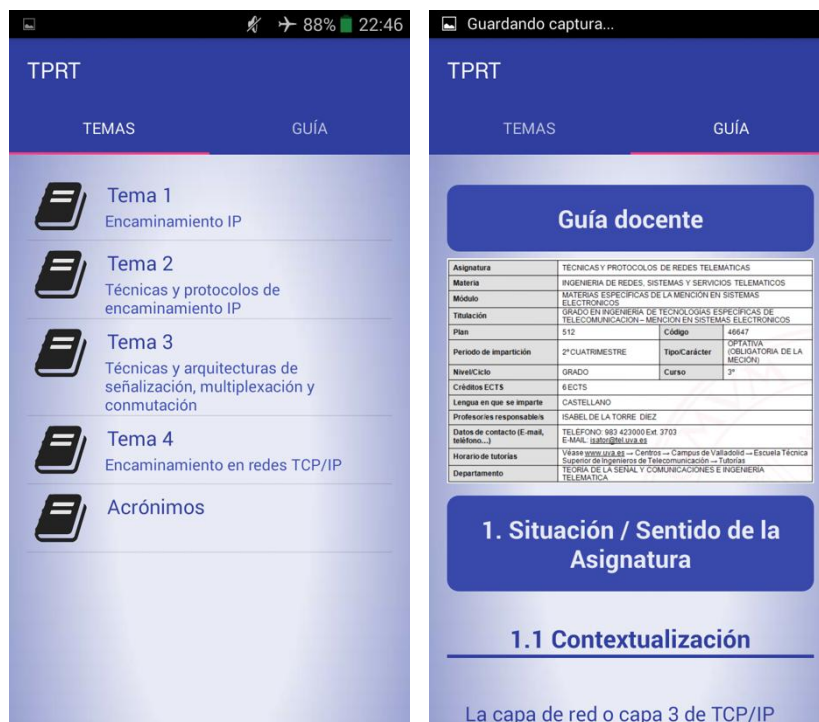 88% 22:46
TPRT
TEMAS GUÍA
Tema 1
Encaminamiento IP
Tema 2
Técnicas y protocolos de
encaminamiento IP
Tema 3
Técnicas y arquitecturas de
señalización, multiplexación y
conmutación
Tema 4
Encaminamiento en redes TCP/IP
Acrónimos
Guardando captura...
TPRT
TEMAS GUÍA
Guía docente
Asignatura TÉCNICAS Y PROTOCOLOS DE REDES TELEMATICAS
Materia INGENIERIA DE REDES, SISTEMAS Y SERVICIOS TELEMATICOS
Módulo MATERIAS ESPECÍFICAS DE LA MENCIÓN EN SISTEMAS
ELECTRONICOS
Titulación GRADO EN INGENIERÍA DE TECNOLOGÍAS ESPECÍFICAS DE
TELECOMUNICACION – MENCION EN SISTEMAS ELECTRONICOS
Plan 512 Código 46647
Periodo de impartición 2º CUATRIMESTRE Tipo/Carácter OPTATIVA
(OBLIGATORIA DE LA
MECIÓN)
Nivel/Ciclo GRADO Curso 3º
Créditos ECTS 6 ECTS
Lengua en que se imparte CASTELLANO
Profesor/es responsable/s ISABEL DE LA TORRE DÍEZ
Datos de contacto (E-mail, teléfono...) TELÉFONO: 983 423000 Ext. 3703
E-MAIL: isator@tel.uva.es
Horario de tutorías Véase www.uva.es → Centros → Campus de Valladolid → Escuela Técnica
Superior de Ingenieros de Telecomunicación → Tutorías
Departamento TEORÍA DE LA SEÑAL Y COMUNICACIONES E INGENIERÍA
TELEMATICA
1. Situación / Sentido de la
Asignatura
1.1 Contextualización
La capa de red o capa 3 de TCP/IP